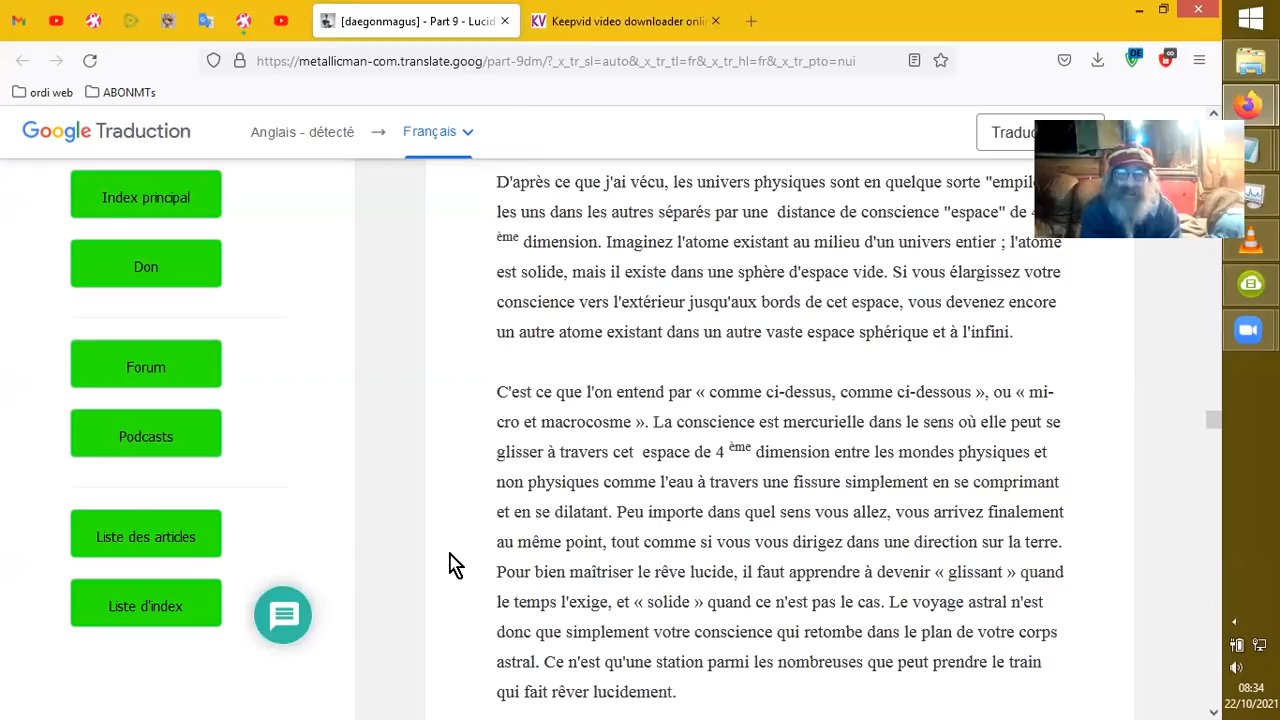 [daegonmagus] - Part 9 - Lucid
Keepvid video downloader onlin
https://metallicman-com.translate.goog/part-9dm/?_x_tr_sl=auto&_x_tr_tl=fr&_x_tr_hl=fr&_x_tr_pto=nui
ordi web
ABONMTs
Google Traduction
Anglais - détecté
Français
Traduc
Index principal
Don
Forum
Podcasts
Liste des articles
Liste d'index
D'après ce que j'ai vécu, les univers physiques sont en quelque sorte "empil
les uns dans les autres séparés par une distance de conscience "espace" de 4
ème dimension. Imaginez l'atome existant au milieu d'un univers entier ; l'atome
est solide, mais il existe dans une sphère d'espace vide. Si vous élargissez votre
conscience vers l'extérieur jusqu'aux bords de cet espace, vous devenez encore
un autre atome existant dans un autre vaste espace sphérique et à l'infini.
C'est ce que l'on entend par « comme ci-dessus, comme ci-dessous », ou « mi-
cro et macrocosme ». La conscience est mercurielle dans le sens où elle peut se
glisser à travers cet espace de 4 ème dimension entre les mondes physiques et
non physiques comme l'eau à travers une fissure simplement en se comprimant
et en se dilatant. Peu importe dans quel sens vous allez, vous arrivez finalement
au même point, tout comme si vous vous dirigez dans une direction sur la terre.
Pour bien maîtriser le rêve lucide, il faut apprendre à devenir « glissant » quand
le temps l'exige, et « solide » quand ce n'est pas le cas. Le voyage astral n'est
donc que simplement votre conscience qui retombe dans le plan de votre corps
astral. Ce n'est qu'une station parmi les nombreuses que peut prendre le train
qui fait rêver lucidement.
DE
08:34
22/10/2021